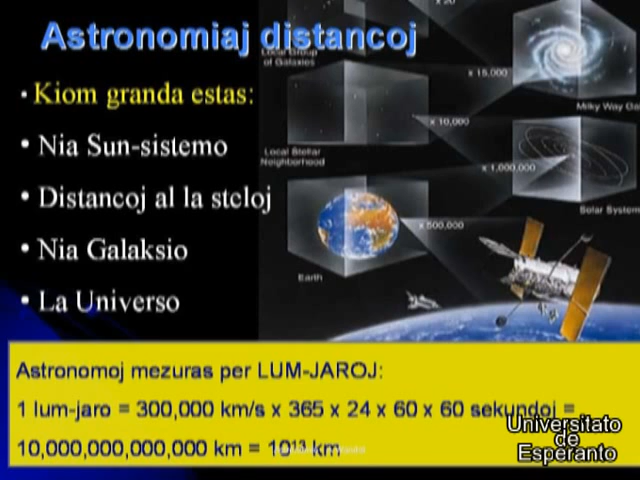 Astronomiaj distancoj
• Kiom granda estas:
• Nia Sun-sistemo
• Distancoj al la steloj
• Nia Galaksio
• La Universo
x 20
Local Group
of Galaxies
x 15,000
Milky Way Ga
x 10,000
Local Stellar
Neighborhood
x 1,000,000
Solar System
x 500,000
Earth
Astronomoj mezuras per LUM-JAROJ:
1 lum-jaro = 300,000 km/s x 365 x 24 x 60 x 60 sekundoj =
10,000,000,000,000 km = 10¹³ km
Universitato
de
Esperanto